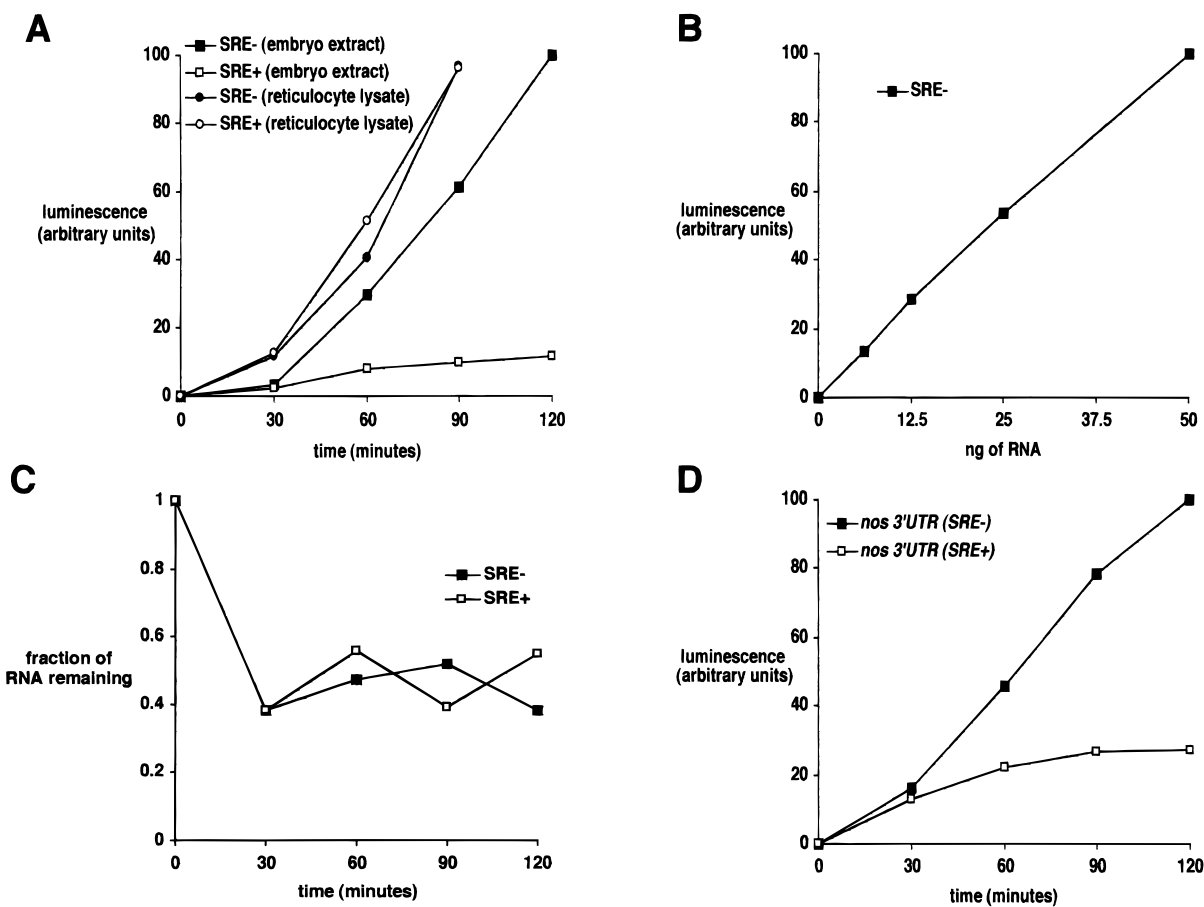 A
SRE- (embryo extract)
SRE+ (embryo extract)
SRE- (reticulocyte lysate)
SRE+ (reticulocyte lysate)
100
80
60
40
20
0
luminescence
(arbitrary units)
0 30 60 90 120
time (minutes)
B
SRE-
100
80
60
40
20
0
luminescence
(arbitrary units)
0 12.5 25 37.5 50
ng of RNA
C
SRE-
SRE+
1
0.8
0.6
0.4
0.2
0
fraction of
RNA remaining
0 30 60 90 120
time (minutes)
D
nos 3'UTR (SRE-)
nos 3'UTR (SRE+)
100
80
60
40
20
0
luminescence
(arbitrary units)
0 30 60 90 120
time (minutes)